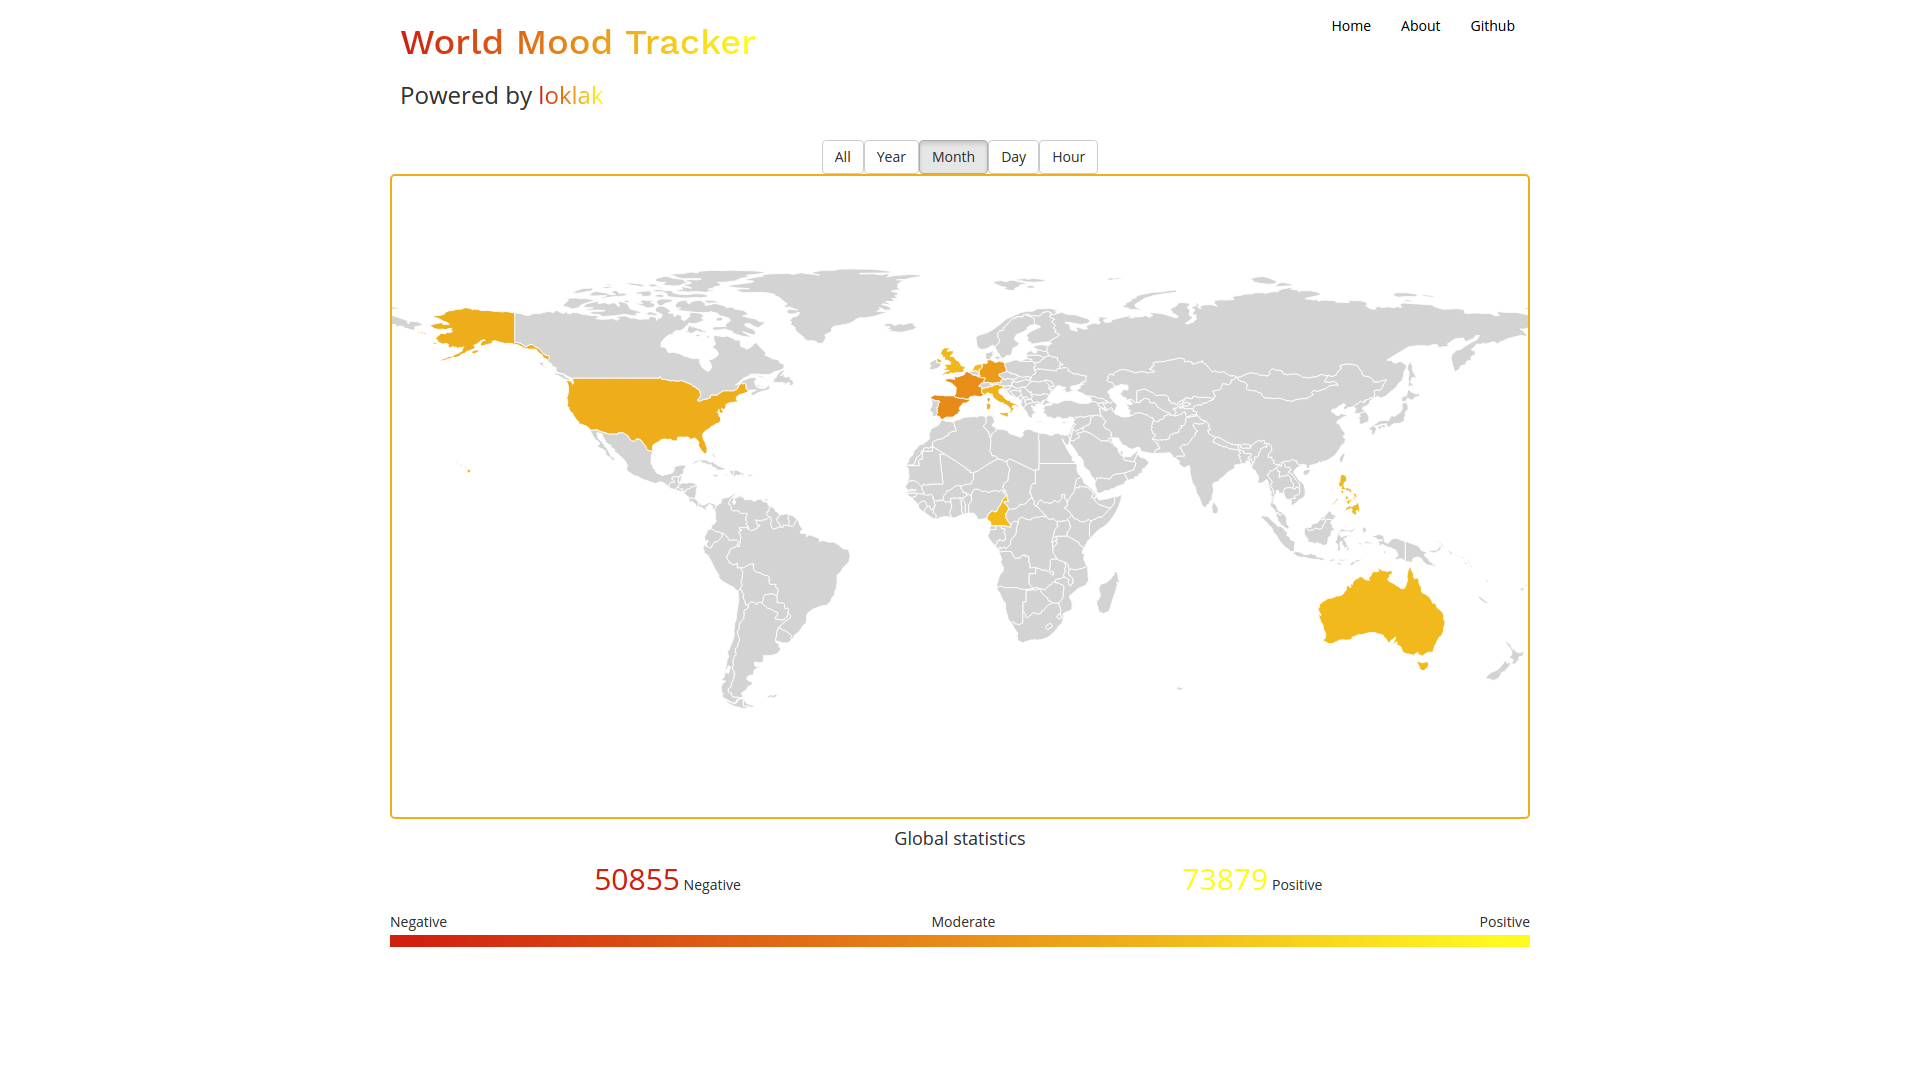 World Mood Tracker
Home About Github
Powered by loklak
All Year Month Day Hour
Global statistics
50855 Negative 73879 Positive
Negative Moderate Positive